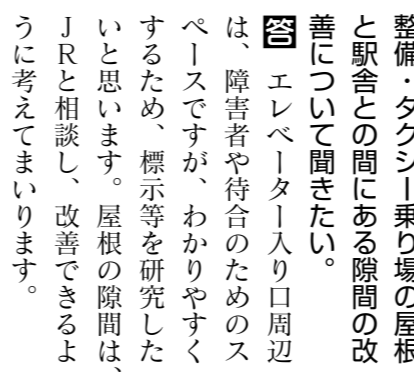 整備・タクシー乗り場の屋根
と駅舎との間にある隙間の改
善について聞きたい。
答　エレベーター入り口周辺
は、障害者や待合のためのス
ペースですが、わかりやすく
するため、標示等を研究した
いと思います。屋根の隙間は、
ＪＲと相談し、改善できるよ
うに考えてまいります。